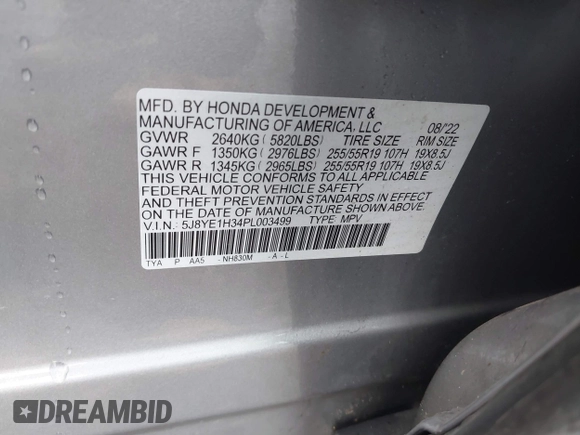 MFD. BY HONDA DEVELOPMENT &
MANUFACTURING OF AMERICA, LLC 08/22
GVWR 2640KG ( 5820LBS) TIRE SIZE RIM SIZE
GAWR F 1350KG ( 2976LBS) 255/55R19 107H 19X8.5J
GAWR R 1345KG ( 2965LBS) 255/55R19 107H 19X8.5J
THIS VEHICLE CONFORMS TO ALL APPLICABLE
FEDERAL MOTOR VEHICLE SAFETY
AND THEFT PREVENTION STANDARDS IN EFFECT
ON THE DATE OF MANUFACTURE SHOWN ABOVE.
V.I.N.: 5J8YE1H34PL003499 TYPE: MPV
TYA P AA5 -NH830M -A-L
DREAMBID